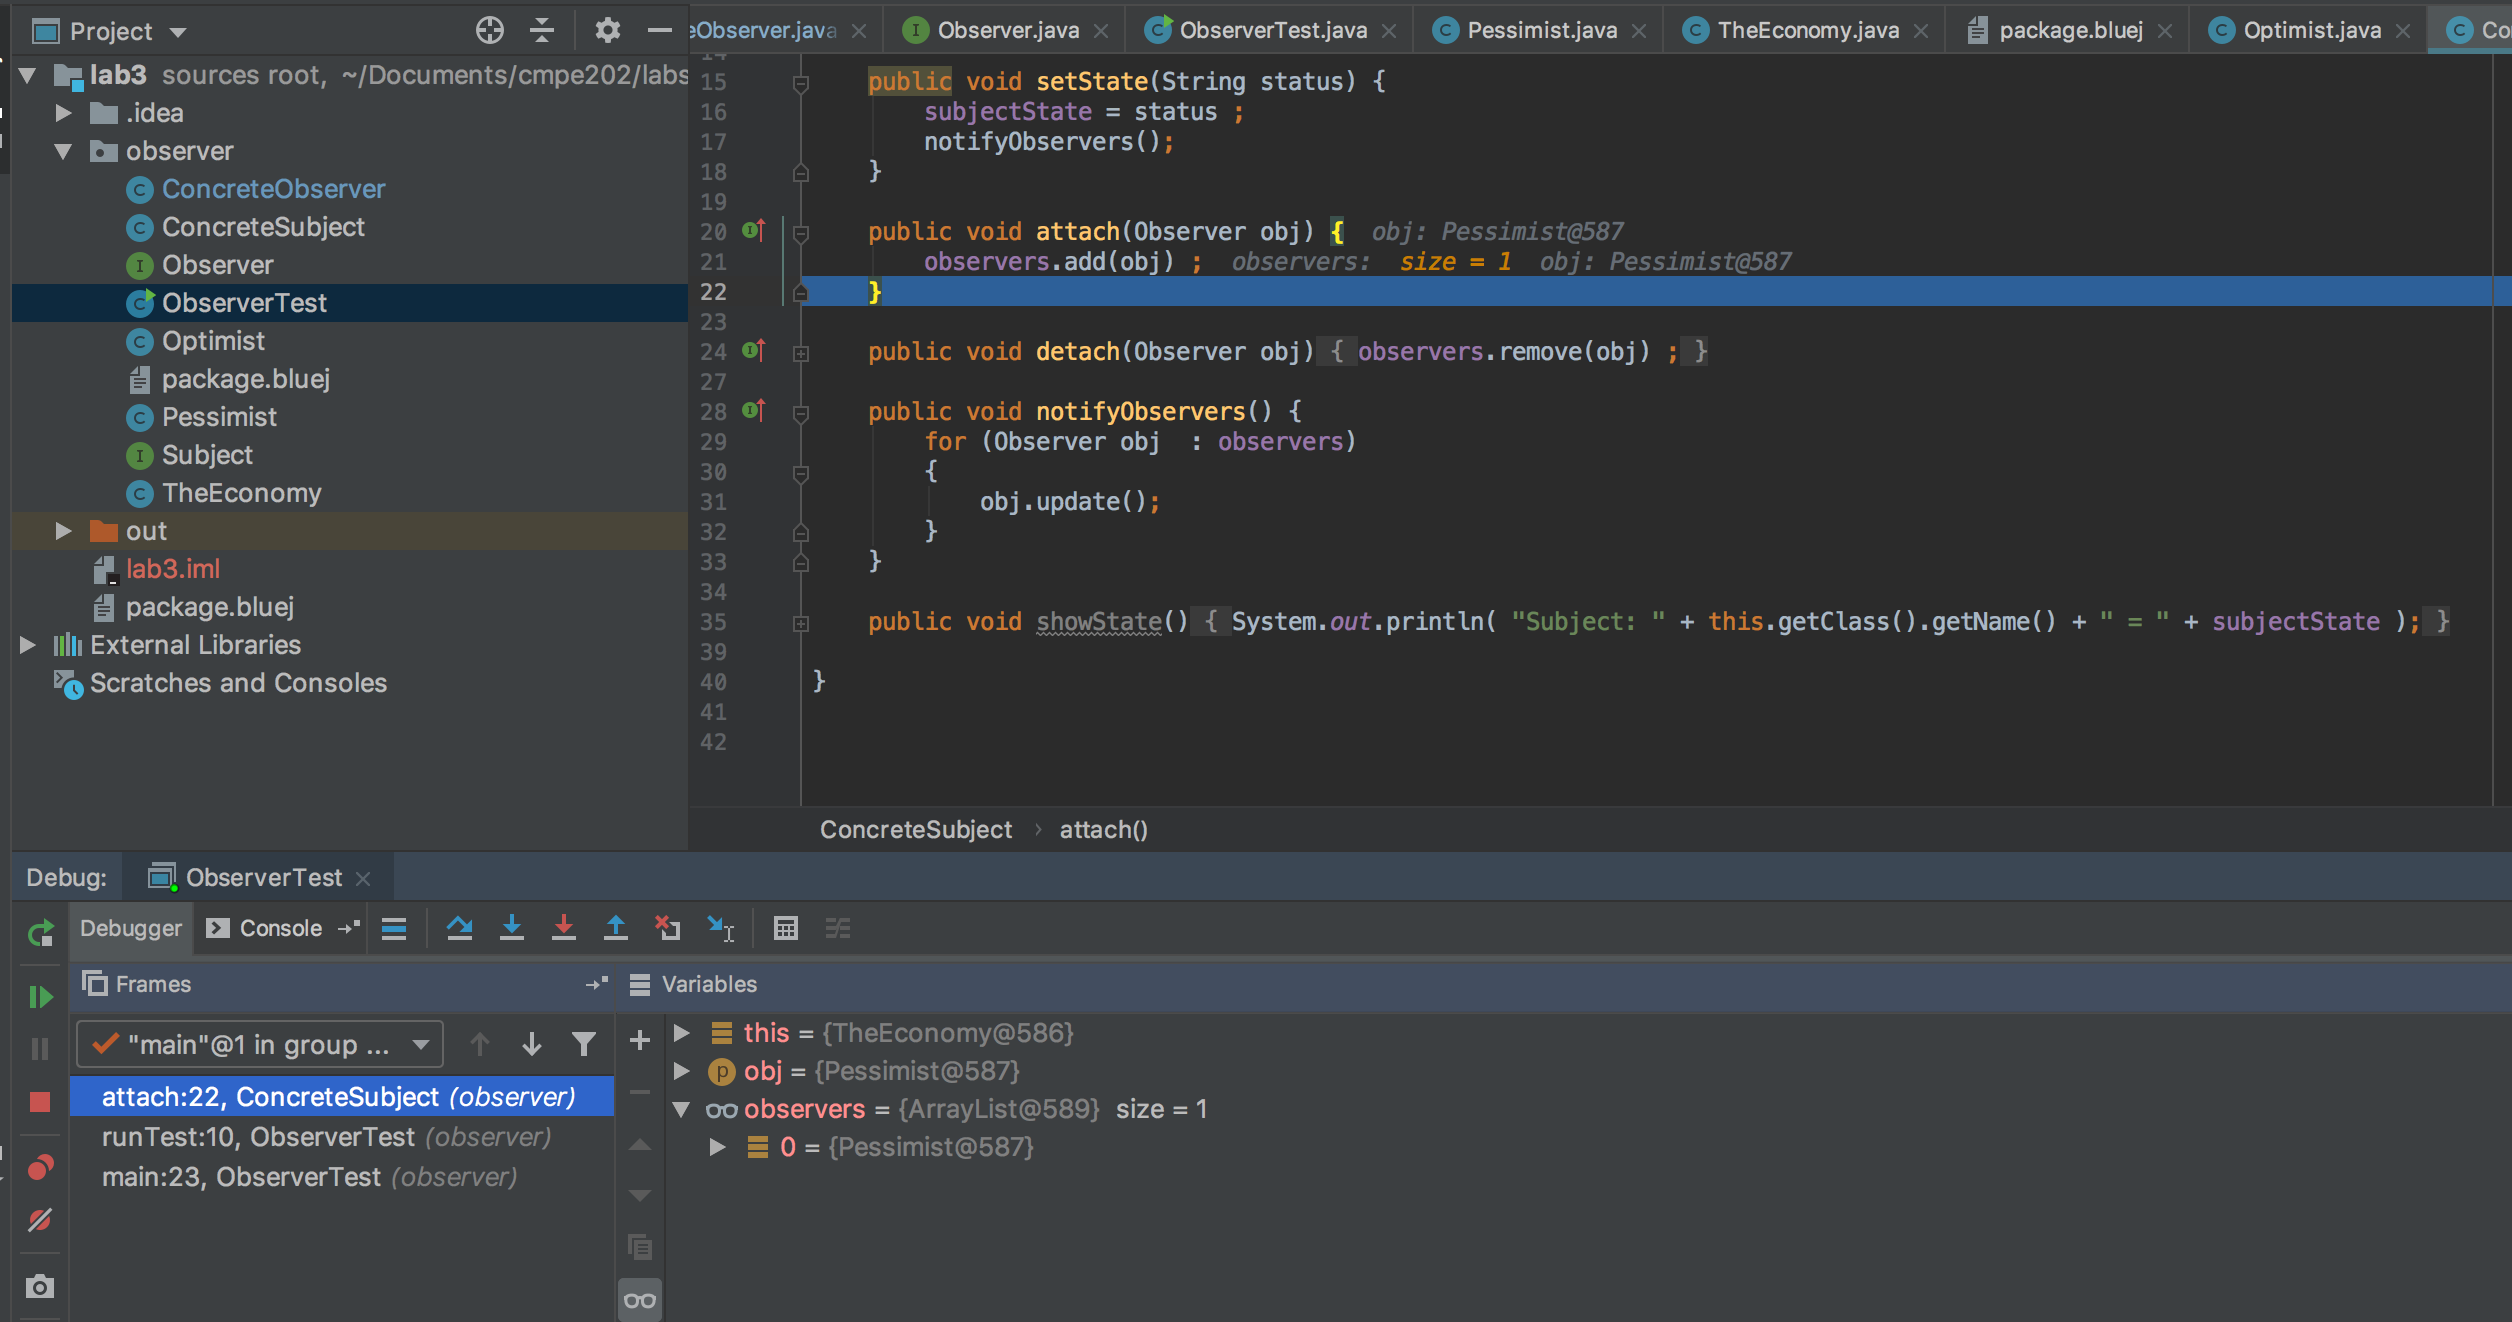 Project
eObserver.java Observer.java ObserverTest.java Pessimist.java TheEconomy.java package.bluej Optimist.java Co
lab3 sources root, ~/Documents/cmpe202/labs
.idea
observer
ConcreteObserver
ConcreteSubject
Observer
ObserverTest
Optimist
package.bluej
Pessimist
Subject
TheEconomy
out
lab3.iml
package.bluej
External Libraries
Scratches and Consoles
14
15 public void setState(String status) {
16 subjectState = status ;
17 notifyObservers();
18 }
19
20 public void attach(Observer obj) { obj: Pessimist@587
21 observers.add(obj) ; observers: size = 1 obj: Pessimist@587
22 }
23
24 public void detach(Observer obj) { observers.remove(obj) ; }
27
28 public void notifyObservers() {
29 for (Observer obj : observers)
30 {
31 obj.update();
32 }
33 }
34
35 public void showState() { System.out.println( "Subject: " + this.getClass().getName() + " = " + subjectState ); }
39
40 }
41
42
ConcreteSubject › attach()
Debug: ObserverTest
Debugger Console
Frames
Variables
"main"@1 in group ...
attach:22, ConcreteSubject (observer)
runTest:10, ObserverTest (observer)
main:23, ObserverTest (observer)
this = {TheEconomy@586}
obj = {Pessimist@587}
observers = {ArrayList@589} size = 1
0 = {Pessimist@587}